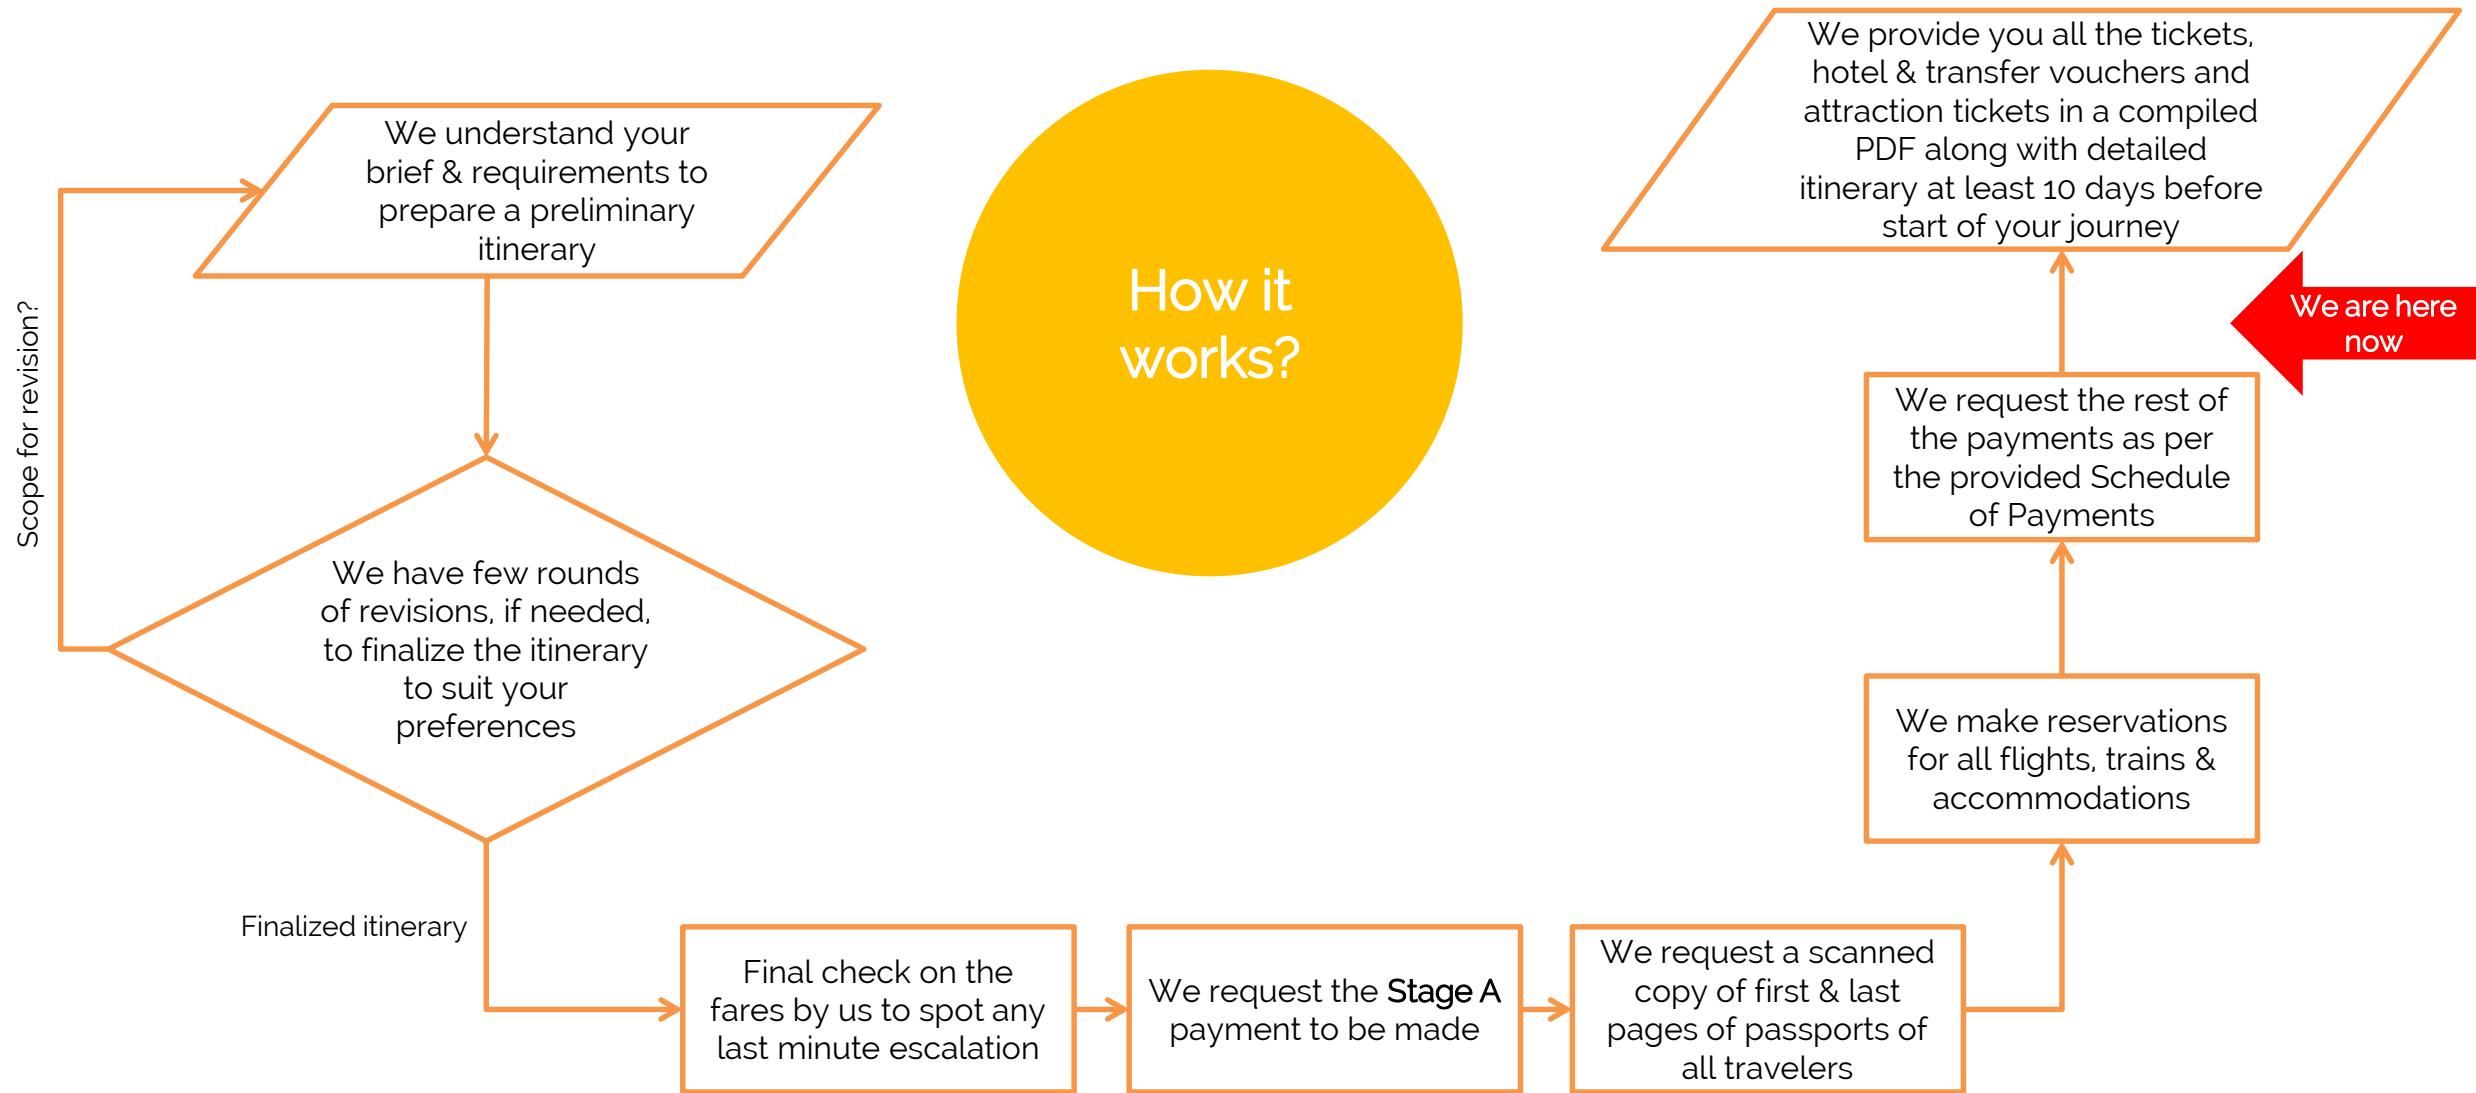 We understand your
brief & requirements to
prepare a preliminary
itinerary
Scope for revision?
We have few rounds
of revisions, if needed,
to finalize the itinerary
to suit your
preferences
Finalized itinerary
How it
works?
Final check on the
fares by us to spot any
last minute escalation
We request the Stage A
payment to be made
We request a scanned
copy of first & last
pages of passports of
all travelers
We make reservations
for all flights, trains &
accommodations
We request the rest of
the payments as per
the provided Schedule
of Payments
We are here
now
We provide you all the tickets,
hotel & transfer vouchers and
attraction tickets in a compiled
PDF along with detailed
itinerary at least 10 days before
start of your journey